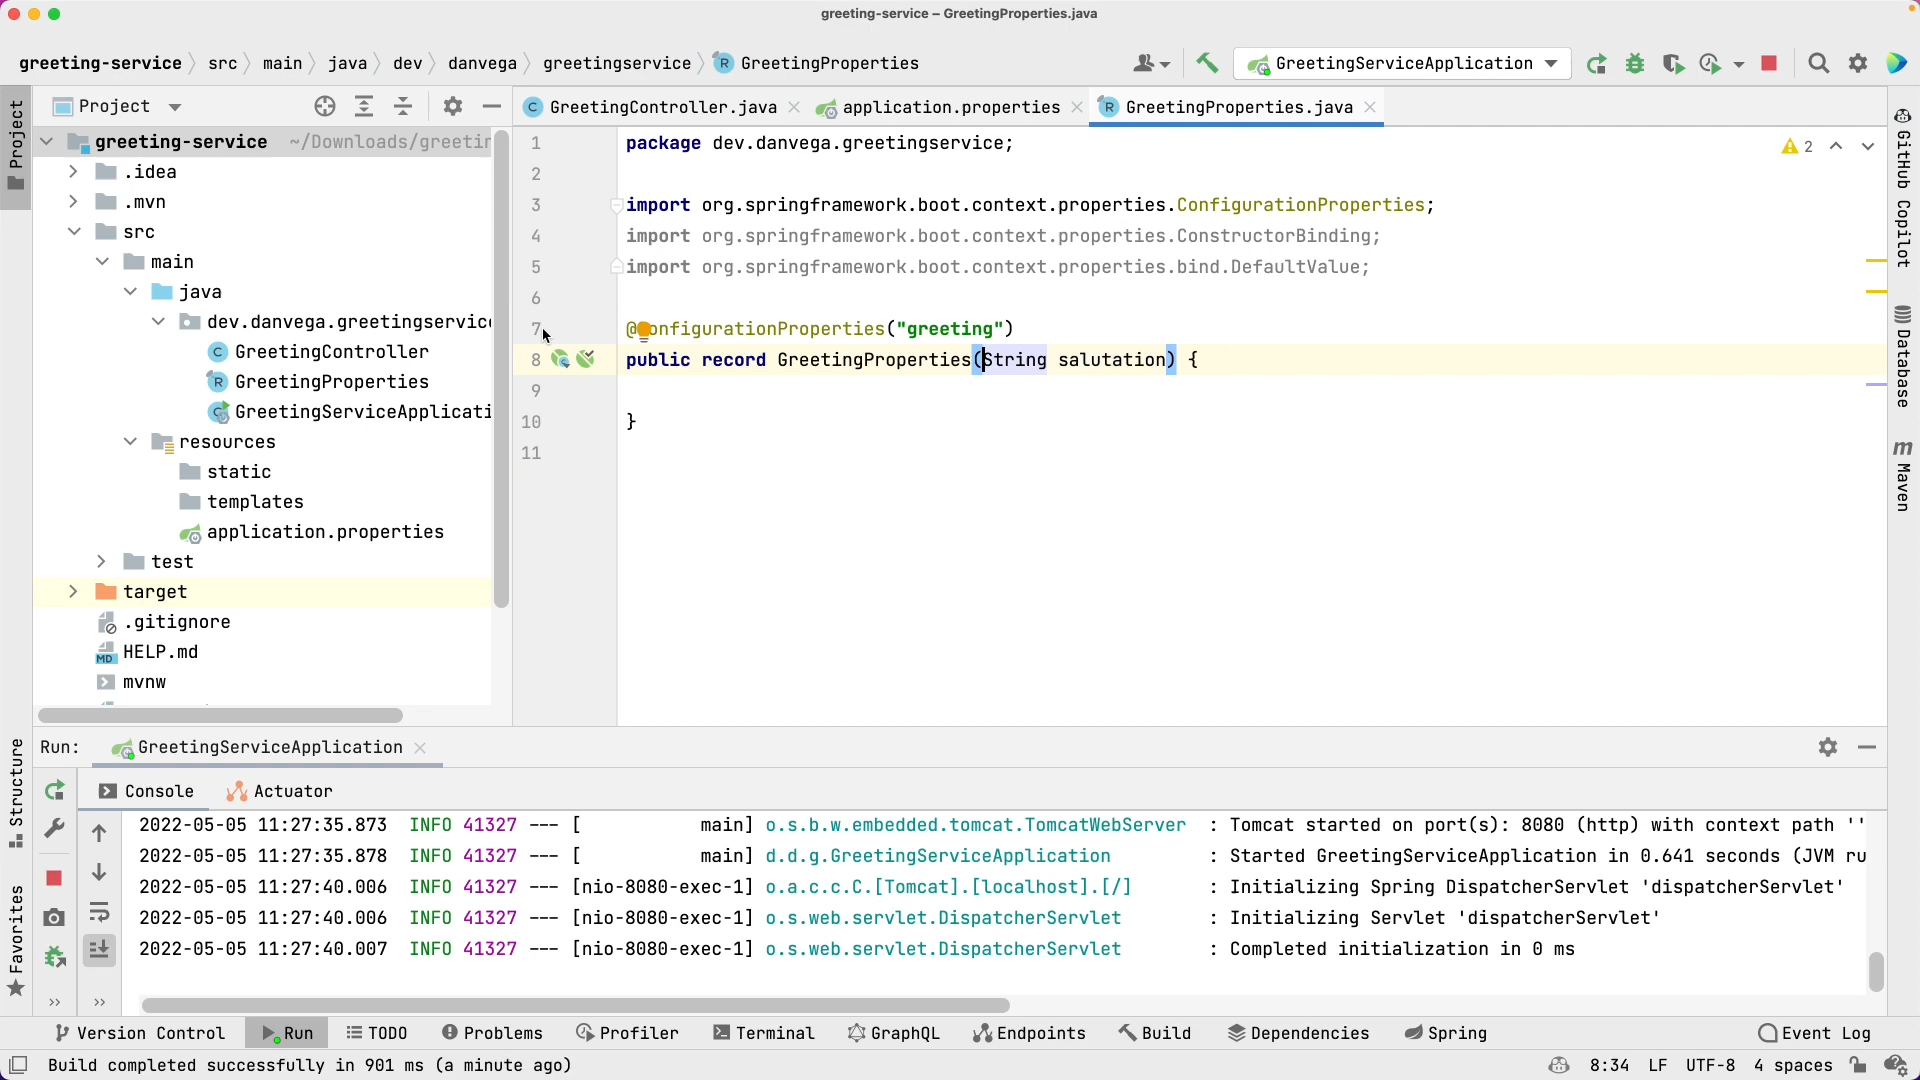 greeting-service – GreetingProperties.java
greeting-service src main java dev danvega greetingservice GreetingProperties
GreetingServiceApplication
Project
GreetingController.java application.properties GreetingProperties.java
Project
greeting-service ~/Downloads/greetin
.idea
.mvn
src
main
java
dev.danvega.greetingservic
GreetingController
GreetingProperties
GreetingServiceApplicati
resources
static
templates
application.properties
test
target
.gitignore
HELP.md
mvnw
1 package dev.danvega.greetingservice;
2
3 import org.springframework.boot.context.properties.ConfigurationProperties;
4 import org.springframework.boot.context.properties.ConstructorBinding;
5 import org.springframework.boot.context.properties.bind.DefaultValue;
6
7 @ConfigurationProperties("greeting")
8 public record GreetingProperties(String salutation) {
9
10 }
11
2
GitHub Copilot
Database
Maven
Structure
Favorites
Run: GreetingServiceApplication
Console Actuator
2022-05-05 11:27:35.873 INFO 41327 --- [ main] o.s.b.w.embedded.tomcat.TomcatWebServer : Tomcat started on port(s): 8080 (http) with context path ''
2022-05-05 11:27:35.878 INFO 41327 --- [ main] d.d.g.GreetingServiceApplication : Started GreetingServiceApplication in 0.641 seconds (JVM ru
2022-05-05 11:27:40.006 INFO 41327 --- [nio-8080-exec-1] o.a.c.c.C.[Tomcat].[localhost].[/] : Initializing Spring DispatcherServlet 'dispatcherServlet'
2022-05-05 11:27:40.006 INFO 41327 --- [nio-8080-exec-1] o.s.web.servlet.DispatcherServlet : Initializing Servlet 'dispatcherServlet'
2022-05-05 11:27:40.007 INFO 41327 --- [nio-8080-exec-1] o.s.web.servlet.DispatcherServlet : Completed initialization in 0 ms
Version Control Run TODO Problems Profiler Terminal GraphQL Endpoints Build Dependencies Spring Event Log
Build completed successfully in 901 ms (a minute ago) 8:34 LF UTF-8 4 spaces